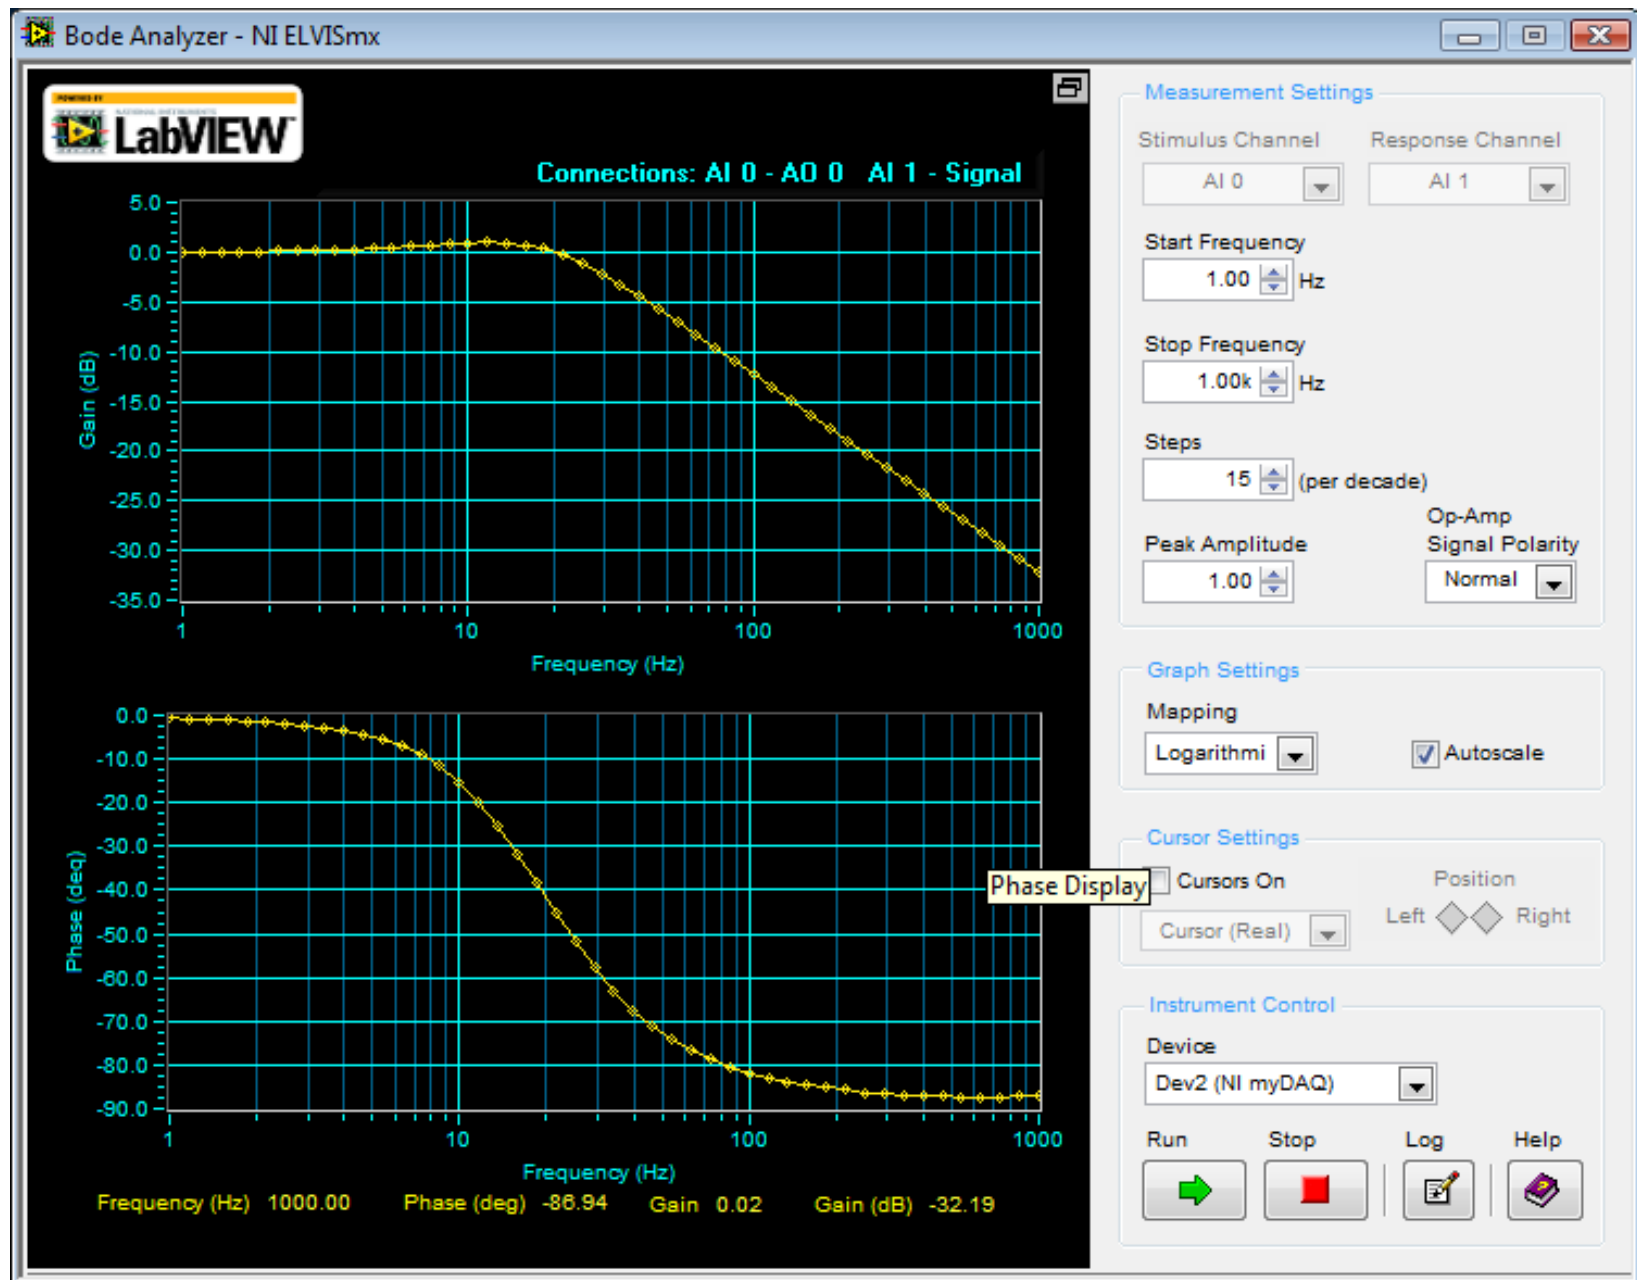 Bode Analyzer - NI ELVISmx
POWERED BY
NATIONAL INSTRUMENTS
LabVIEW™
Connections: AI 0 - AO 0 AI 1 - Signal
5.0
0.0
-5.0
-10.0
-15.0
-20.0
-25.0
-30.0
-35.0
Gain (dB)
1 10 100 1000
Frequency (Hz)
0.0
-10.0
-20.0
-30.0
-40.0
-50.0
-60.0
-70.0
-80.0
-90.0
Phase (deg)
1 10 100 1000
Frequency (Hz)
Frequency (Hz) 1000.00 Phase (deg) -86.94 Gain 0.02 Gain (dB) -32.19
Phase Display
Measurement Settings
Stimulus Channel Response Channel
AI 0 AI 1
Start Frequency
1.00 Hz
Stop Frequency
1.00k Hz
Steps
15 (per decade)
Op-Amp
Peak Amplitude Signal Polarity
1.00 Normal
Graph Settings
Mapping
Logarithmi Autoscale
Cursor Settings
Cursors On Position
Cursor (Real) Left Right
Instrument Control
Device
Dev2 (NI myDAQ)
Run Stop Log Help